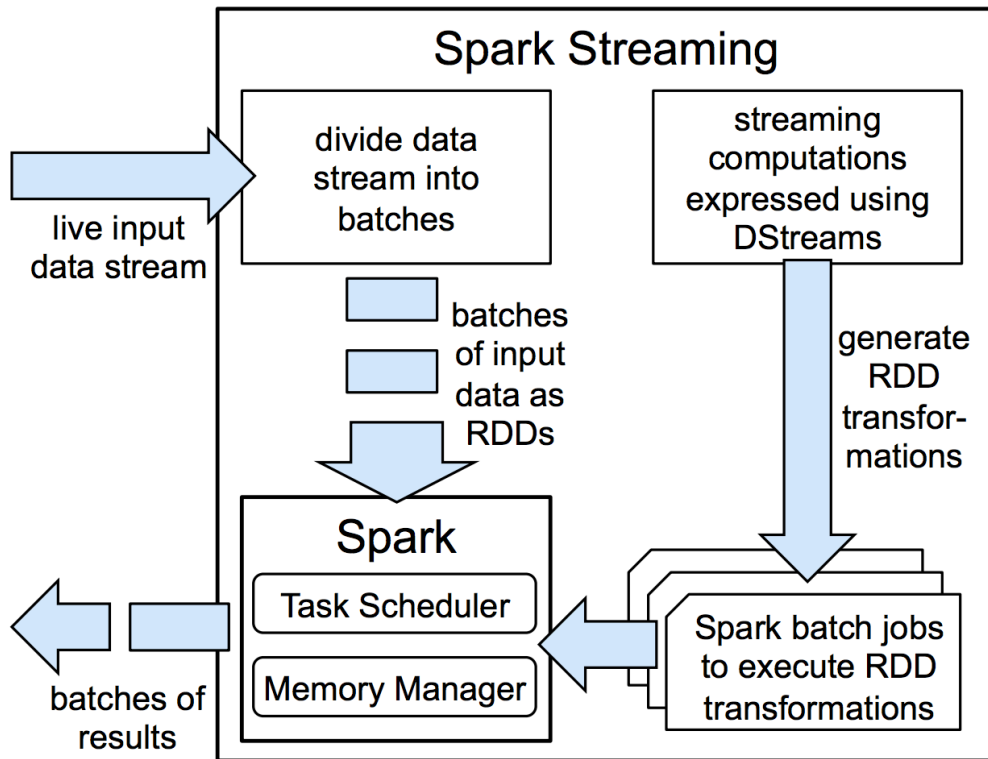 Spark Streaming
divide data
stream into
batches
streaming
computations
expressed using
DStreams
live input
data stream
batches
of input
data as
RDDs
generate
RDD
transfor-
mations
Spark
Task Scheduler
Memory Manager
Spark batch jobs
to execute RDD
transformations
batches of
results